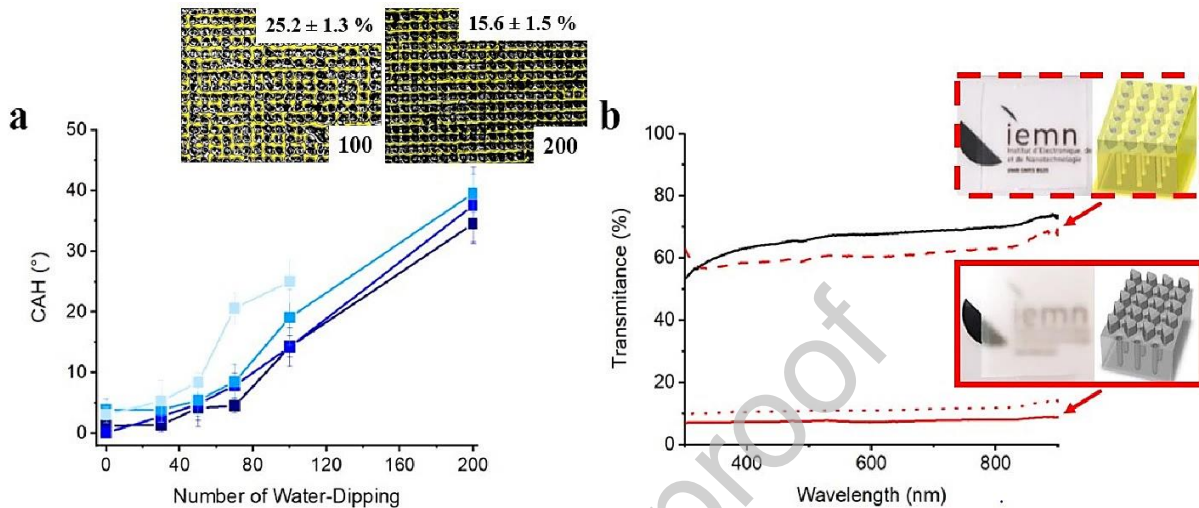 25.2 ± 1.3 %
15.6 ± 1.5 %
100
200
a
50
40
30
20
10
0
CAH (°)
0 40 80 120 160 200
Number of Water-Dipping
b
100
80
60
40
20
0
Transmitance (%)
400 600 800
Wavelength (nm)
.
iemn
Institut d'Electronique, de
et de Nanotechnologie
iemn
proof